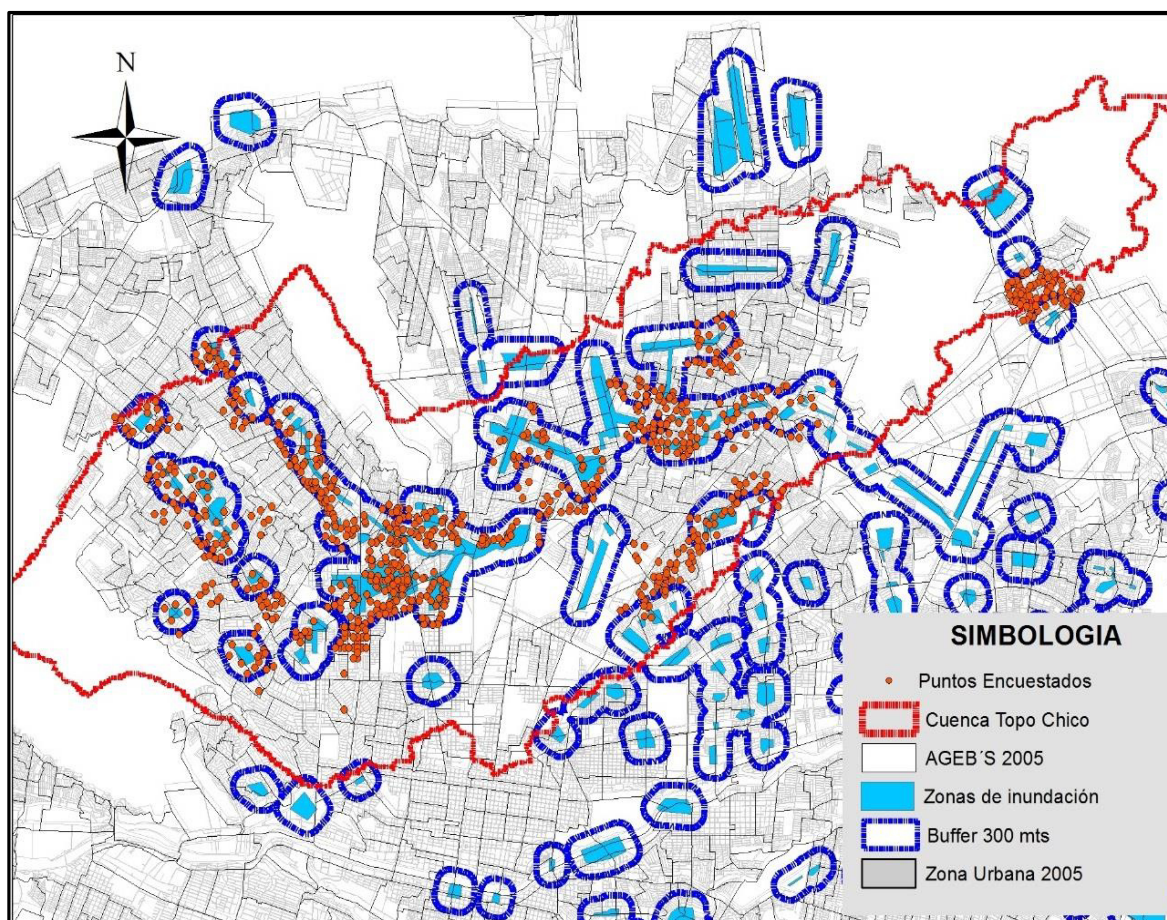 N
SIMBOLOGIA
Puntos Encuestados
Cuenca Topo Chico
AGEB´S 2005
Zonas de inundación
Buffer 300 mts
Zona Urbana 2005